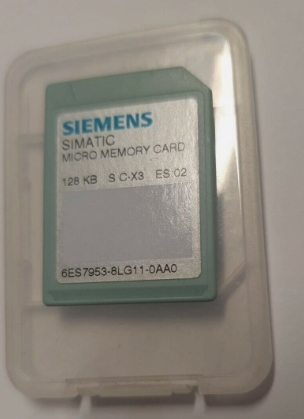 SIEMENS
SIMATIC
MICRO MEMORY CARD
128 KB S C-X3 ES 02
6ES7953-8LG11-0AA0